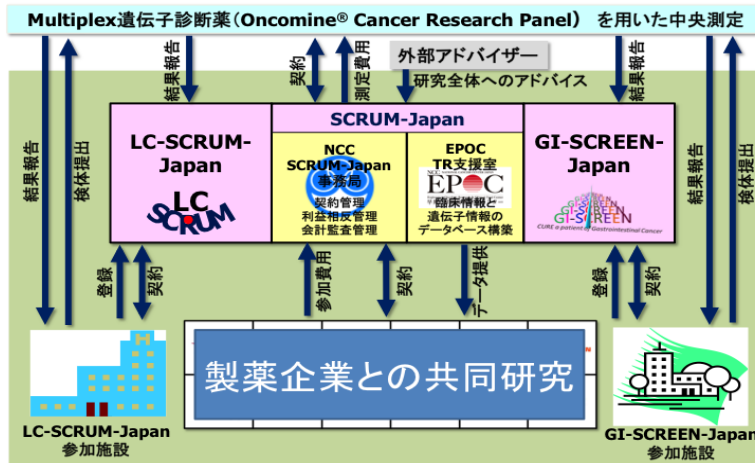 Multiplex遺伝子診断薬(Oncomine® Cancer Research Panel) を用いた中央測定
結果報告
検体提出
結果報告
契約
測定費用
外部アドバイザー
研究全体へのアドバイス
結果報告
結果報告
検体提出
SCRUM-Japan
LC-SCRUM-
Japan
LC
SCRUM
NCC
SCRUM-Japan
事務局
契約管理
利益相反管理
会計監査管理
EPOC
TR支援室
EPOC
臨床情報と
遺伝子情報の
データベース構築
GI-SCREEN-
Japan
GI-SCREEN
GI-SCREEN
GI-SCREEN
CURE a patient of Gastrointestinal Cancer
登録
契約
参加費用
契約
データ提供
登録
契約
製薬企業との共同研究
LC-SCRUM-Japan
参加施設
GI-SCREEN-Japan
参加施設